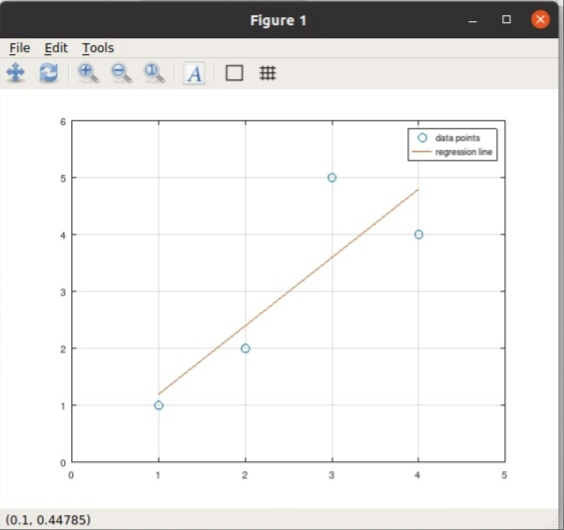 Figure 1
File Edit Tools
A
6
data points
regression line
5
4
3
2
1
0
0 1 2 3 4 5
(0.1, 0.44785)